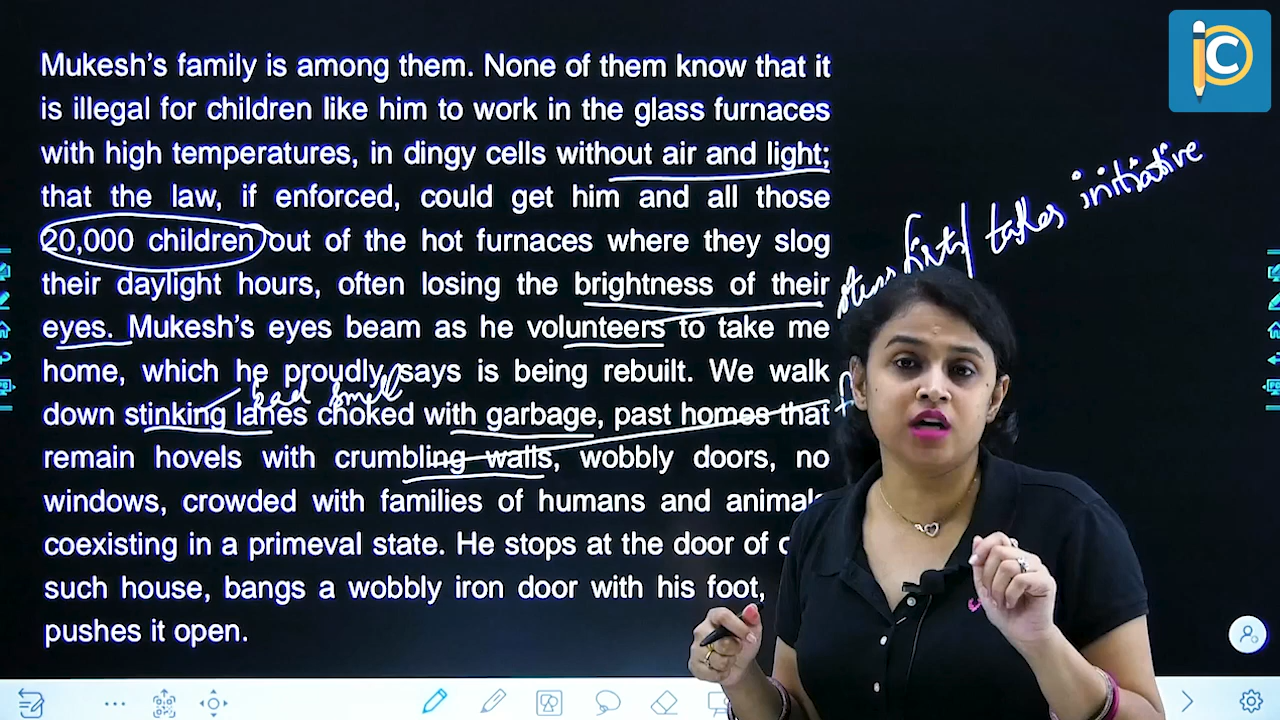 Mukesh's family is among them. None of them know that it
is illegal for children like him to work in the glass furnaces
with high temperatures, in dingy cells without air and light;
that the law, if enforced, could get him and all those
20,000 children out of the hot furnaces where they slog
their daylight hours, often losing the brightness of their
eyes. Mukesh's eyes beam as he volunteers to take me
home, which he proudly says is being rebuilt. We walk
bad smell
down stinking lanes choked with garbage, past homes that
remain hovels with crumbling walls, wobbly doors, no
windows, crowded with families of humans and animals
coexisting in a primeval state. He stops at the door of
such house, bangs a wobbly iron door with his foot,
pushes it open.
takes initiative
PC